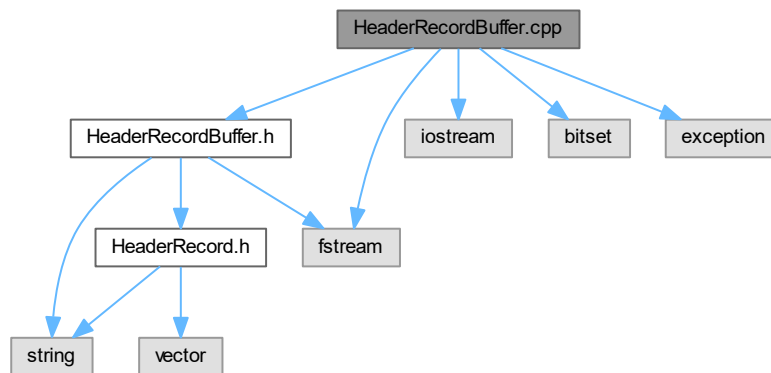 HeaderRecordBuffer.cpp
HeaderRecordBuffer.h
iostream
bitset
exception
HeaderRecord.h
fstream
string
vector